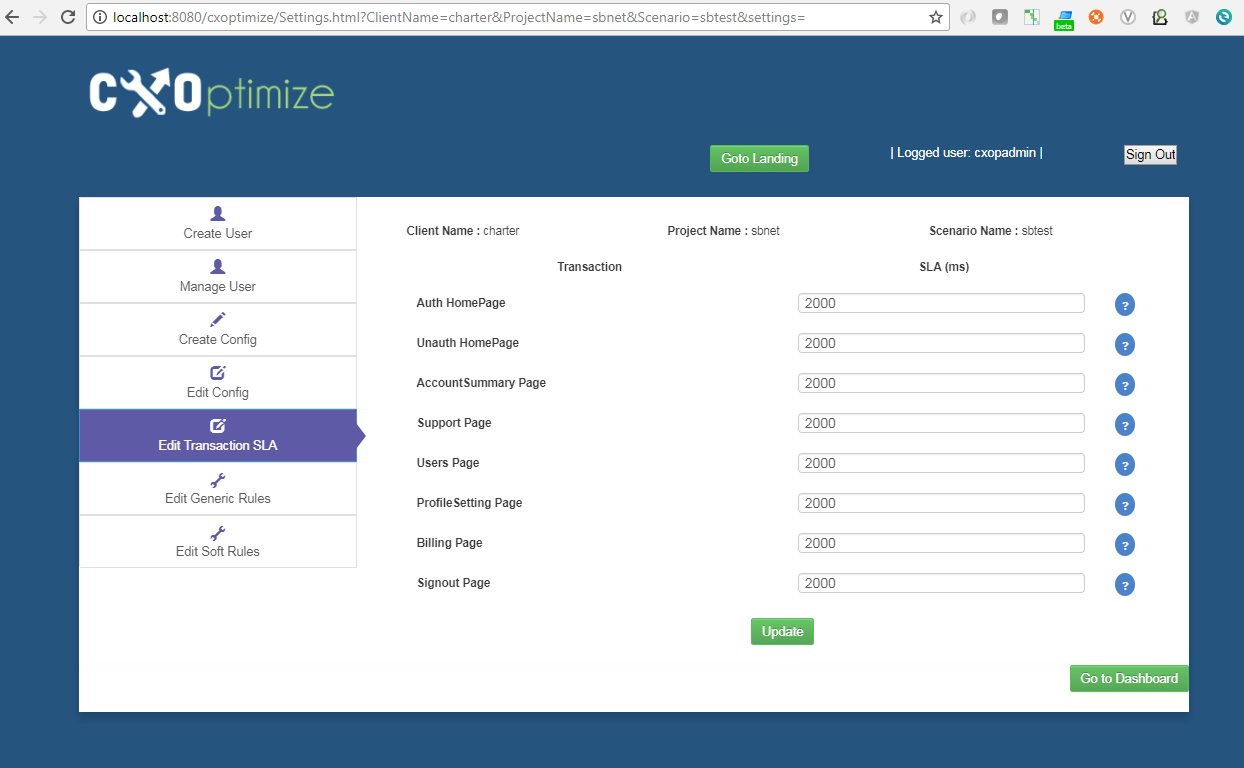 localhost:8080/cxoptimize/Settings.html?ClientName=charter&ProjectName=sbnet&Scenario=sbtest&settings=
beta
CXOptimize
Goto Landing
| Logged user: cxopadmin |
Sign Out
Create User
Manage User
Create Config
Edit Config
Edit Transaction SLA
Edit Generic Rules
Edit Soft Rules
Client Name : charter Project Name : sbnet Scenario Name : sbtest
Transaction SLA (ms)
Auth HomePage 2000 ?
Unauth HomePage 2000 ?
AccountSummary Page 2000 ?
Support Page 2000 ?
Users Page 2000 ?
ProfileSetting Page 2000 ?
Billing Page 2000 ?
Signout Page 2000 ?
Update
Go to Dashboard